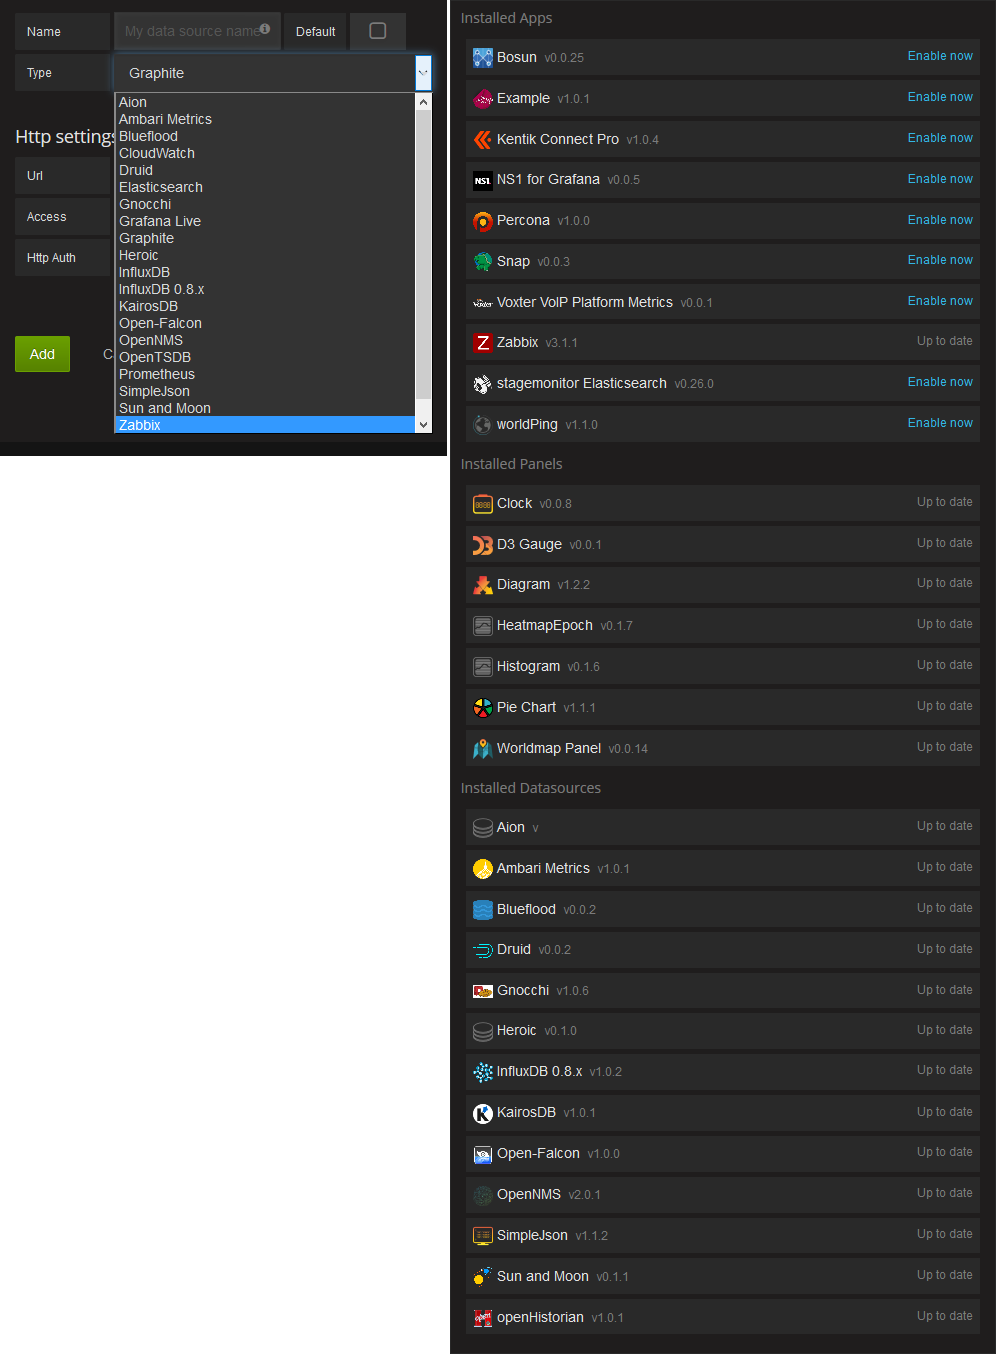 Name
My data source name
Default
Type
Graphite
Aion
Ambari Metrics
Blueflood
CloudWatch
Druid
Elasticsearch
Gnocchi
Grafana Live
Graphite
Heroic
InfluxDB
InfluxDB 0.8.x
KairosDB
Open-Falcon
OpenNMS
OpenTSDB
Prometheus
SimpleJson
Sun and Moon
Zabbix
Http settings
Url
Access
Http Auth
Add
Installed Apps
Bosun v0.0.25 Enable now
Example v1.0.1 Enable now
Kentik Connect Pro v1.0.4 Enable now
NS1 NS1 for Grafana v0.0.5 Enable now
Percona v1.0.0 Enable now
Snap v0.0.3 Enable now
Voxter VoIP Platform Metrics v0.0.1 Enable now
Z Zabbix v3.1.1 Up to date
stagemonitor Elasticsearch v0.26.0 Enable now
worldPing v1.1.0 Enable now
Installed Panels
Clock v0.0.8 Up to date
D3 D3 Gauge v0.0.1 Up to date
Diagram v1.2.2 Up to date
HeatmapEpoch v0.1.7 Up to date
Histogram v0.1.6 Up to date
Pie Chart v1.1.1 Up to date
Worldmap Panel v0.0.14 Up to date
Installed Datasources
Aion v Up to date
Ambari Metrics v1.0.1 Up to date
Blueflood v0.0.2 Up to date
Druid v0.0.2 Up to date
Gnocchi v1.0.6 Up to date
Heroic v0.1.0 Up to date
InfluxDB 0.8.x v1.0.2 Up to date
K KairosDB v1.0.1 Up to date
Open-Falcon v1.0.0 Up to date
OpenNMS v2.0.1 Up to date
SimpleJson v1.1.2 Up to date
Sun and Moon v0.1.1 Up to date
open H openHistorian v1.0.1 Up to date